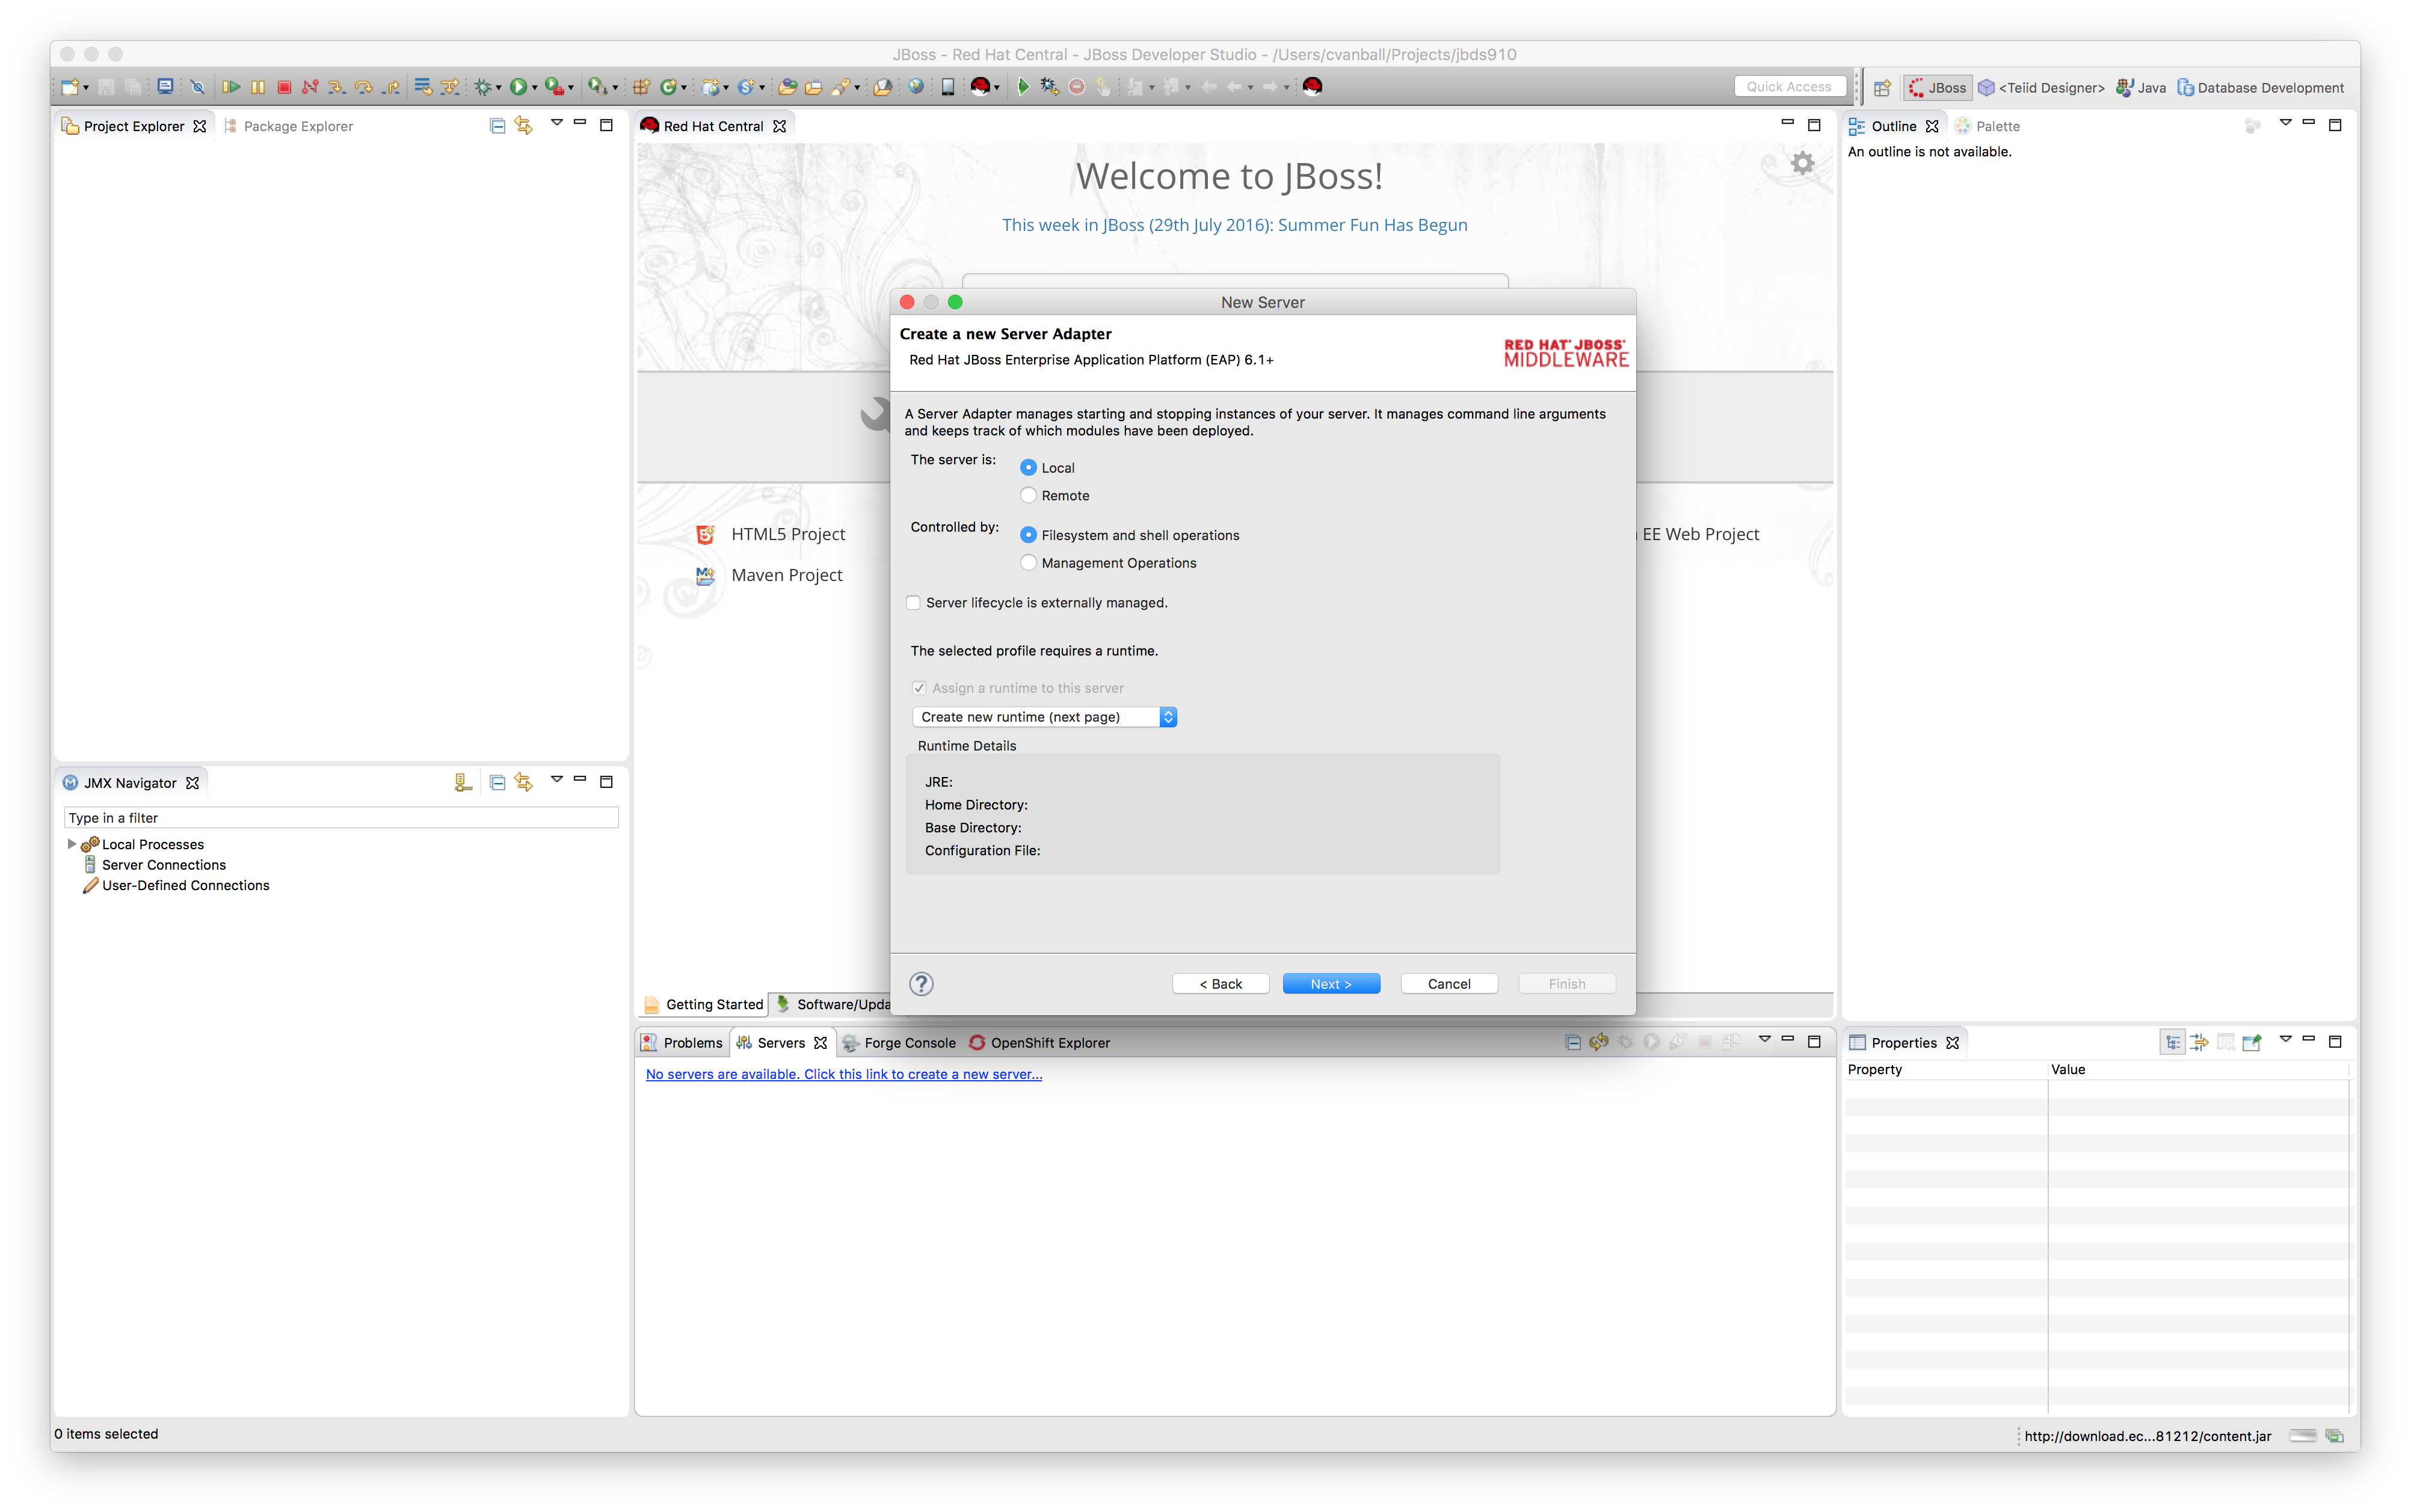 JBoss - Red Hat Central - JBoss Developer Studio - /Users/cvanball/Projects/jbds910
Quick Access
JBoss
<Teiid Designer>
Java
Database Development
Project Explorer
Package Explorer
Red Hat Central
Outline
Palette
An outline is not available.
Welcome to JBoss!
This week in JBoss (29th July 2016): Summer Fun Has Begun
HTML5 Project
EE Web Project
Maven Project
New Server
Create a new Server Adapter
Red Hat JBoss Enterprise Application Platform (EAP) 6.1+
RED HAT JBOSS
MIDDLEWARE
A Server Adapter manages starting and stopping instances of your server. It manages command line arguments
and keeps track of which modules have been deployed.
The server is:
Local
Remote
Controlled by:
Filesystem and shell operations
Management Operations
Server lifecycle is externally managed.
The selected profile requires a runtime.
Assign a runtime to this server
Create new runtime (next page)
Runtime Details
JRE:
Home Directory:
Base Directory:
Configuration File:
?
< Back
Next >
Cancel
Finish
JMX Navigator
Type in a filter
Local Processes
Server Connections
User-Defined Connections
Getting Started
Software/Upda
Problems
Servers
Forge Console
OpenShift Explorer
No servers are available. Click this link to create a new server...
Properties
Property
Value
0 items selected
http://download.ec...81212/content.jar